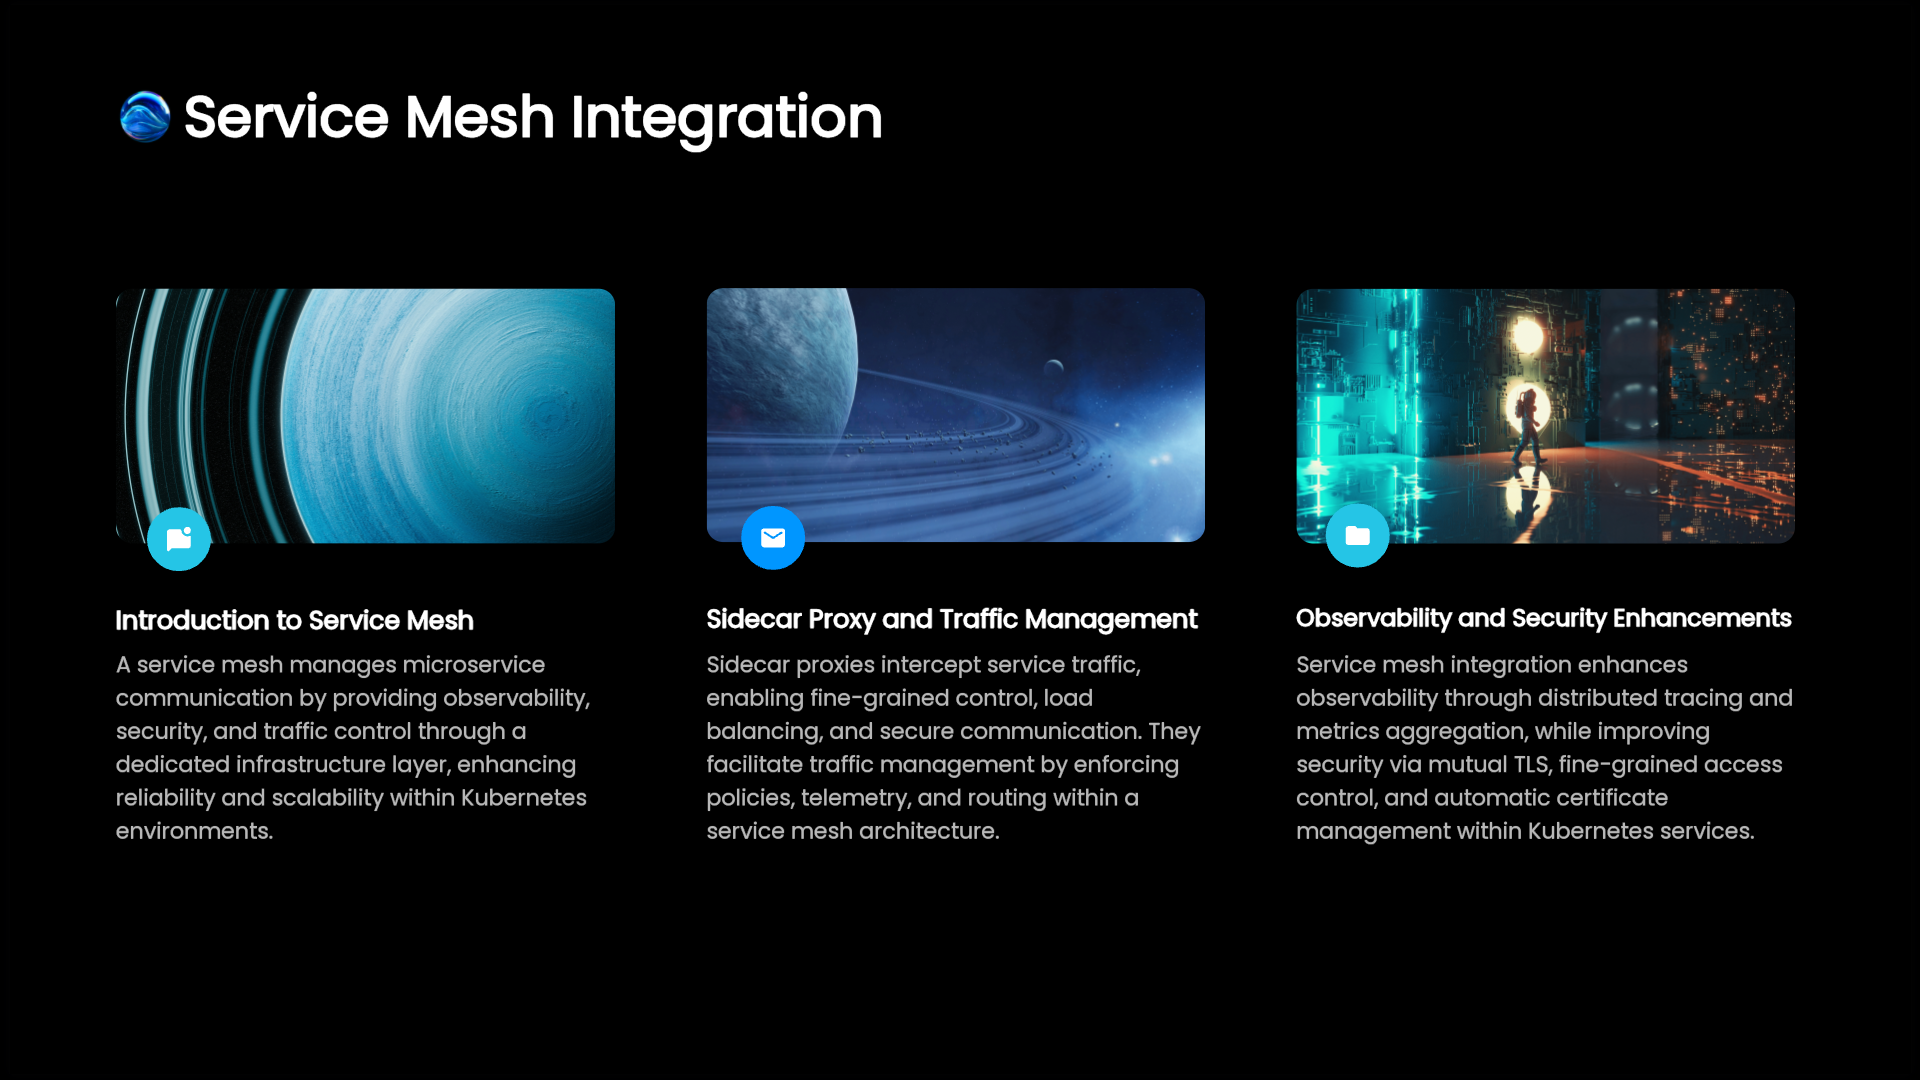 Service Mesh Integration
Introduction to Service Mesh
A service mesh manages microservice
communication by providing observability,
security, and traffic control through a
dedicated infrastructure layer, enhancing
reliability and scalability within Kubernetes
environments.
Sidecar Proxy and Traffic Management
Sidecar proxies intercept service traffic,
enabling fine-grained control, load
balancing, and secure communication. They
facilitate traffic management by enforcing
policies, telemetry, and routing within a
service mesh architecture.
Observability and Security Enhancements
Service mesh integration enhances
observability through distributed tracing and
metrics aggregation, while improving
security via mutual TLS, fine-grained access
control, and automatic certificate
management within Kubernetes services.